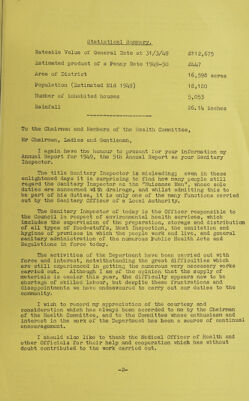 Statistical Summary.
Rateable Value of General Rate at 31/3/49 £112,675
Estimated product of a Penny Rate 1949-50 £447
Area of District 16,594 acres
Population (Estimated Mid 1949) 18,120
Number of inhabited houses 5,053
Rainfall 26.14 inches
To the Chairman and Members of the Health Committee,
Mr Chairman, Ladies and Gentlemen,
I again have the honour to present for your information my
Annual Report for 1949, the 5th Annual Report as your Sanitary
Inspector.
The title Sanitary Inspector is misleading even in these
enlightened days it is surprising to find how many people still
regard the Sanitary Inspector as the "Nuisance Man", whose sole
duties are concerned with drainage, and whilst admitting this to
be part of his duties, it is only one of the many functions carried
out by the Sanitary Officer of a Local Authority.
The Sanitary Inspector of today is the Officer responsible to
the Council in respect of environmental health services, which
includes the supervision of the preparation, storage and distribution
of all types of food-stuffs, Meat Inspection, the sanitation and
hygiene of premises in which the people work and live, and general
sanitary administration of the numerous Public Health Acts and
Regulations in force today.
The activities of the Department have been carried out with
force and interest, notwithstanding the great difficulties which
are still experienced in getting numerous very necessary works
carried out. Although I am of the opinion that the supply of
materials is easier this year, the difficulty appears now to be
shortage of skilled labour, but despite these frustrations and
disappointments we have endeavoured to carry out our duties to the
community.
I wish to record my appreciation of the courtesy and
consideration which has always been accorded to me by the Chairman
of the Health Committee, and to the Committee whose enthusiasm and
interest in the work of the Department has been a source of continual
encouragement.
I should also like to thank the Medical Officer of Health and
other Officials for their help and cooperation which has without
doubt contributed to the work carried out.
-2-